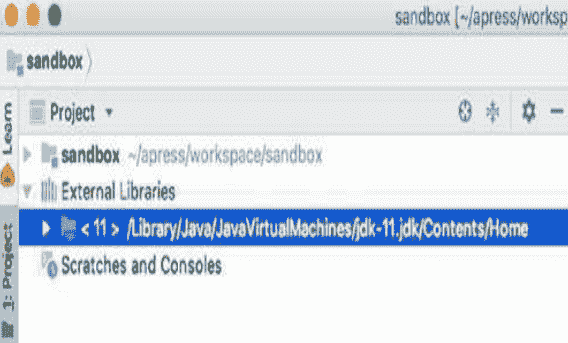 sandbox [~/apress/worksp
sandbox
Learn
Project
sandbox ~/apress/workspace/sandbox
External Libraries
< 11 > /Library/Java/JavaVirtualMachines/jdk-11.jdk/Contents/Home
1: Project
Scratches and Consoles